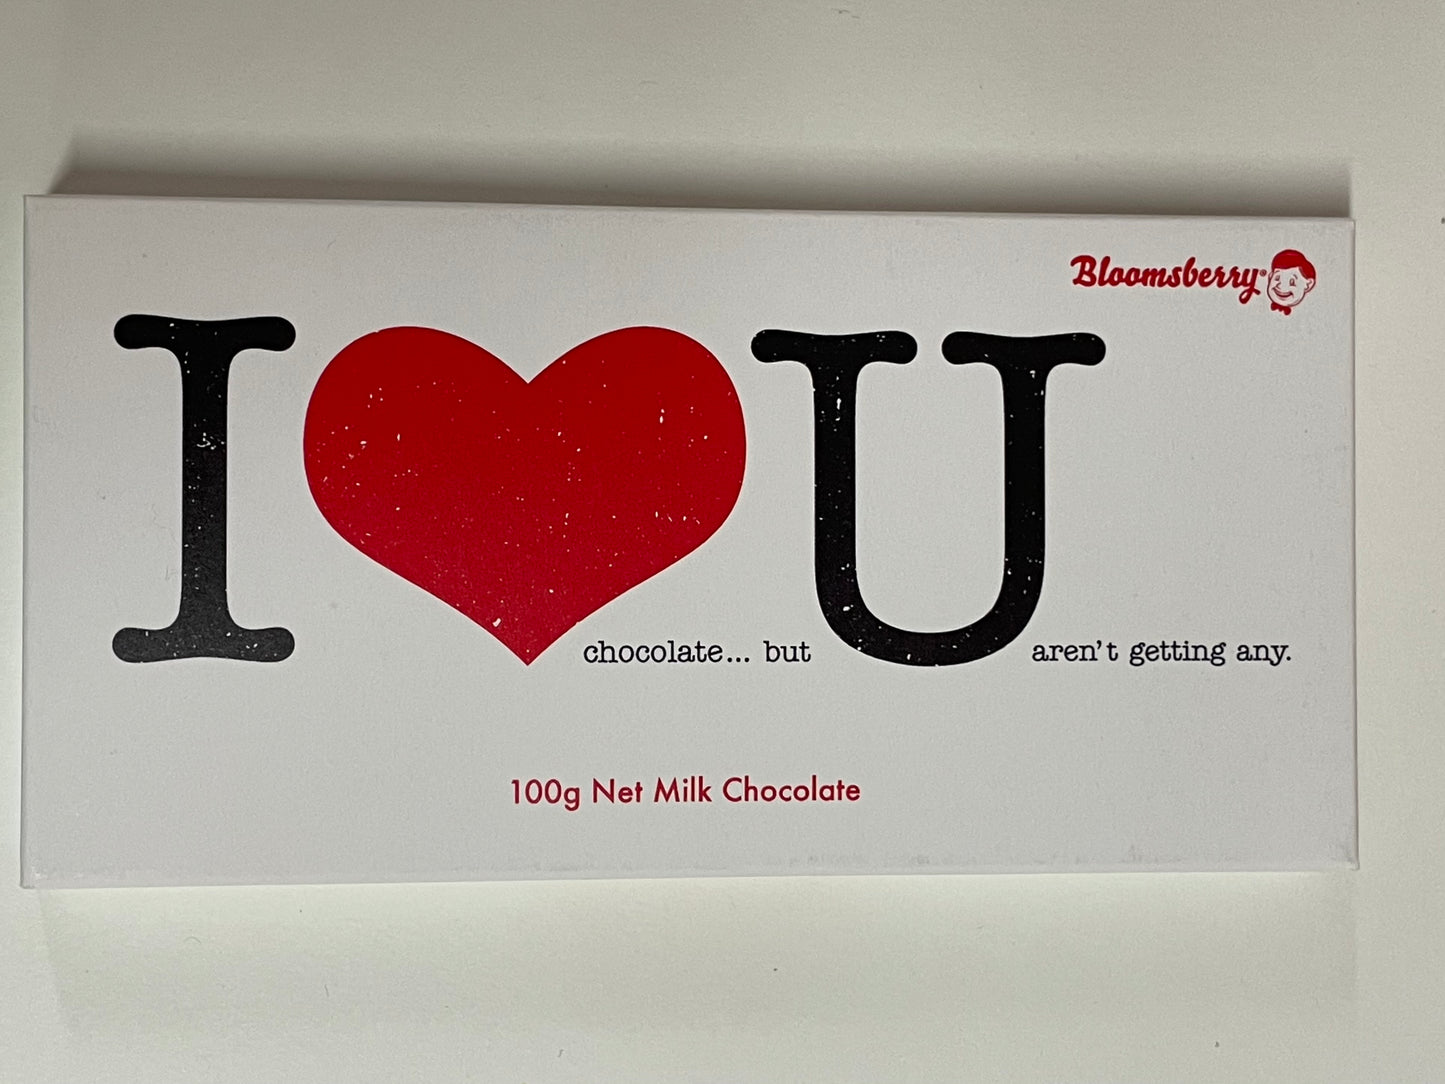 Bloomsberry®
I ♥ chocolate... but U aren't getting any.
100g Net Milk Chocolate